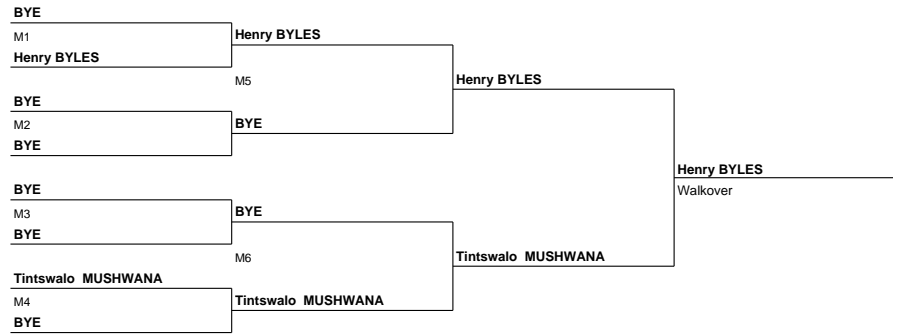 BYE
M1
Henry BYLES
Henry BYLES
M5
Henry BYLES
BYE
M2
BYE
BYE
Henry BYLES
Walkover
BYE
M3
BYE
BYE
M6
Tintswalo MUSHWANA
Tintswalo MUSHWANA
M4
Tintswalo MUSHWANA
BYE